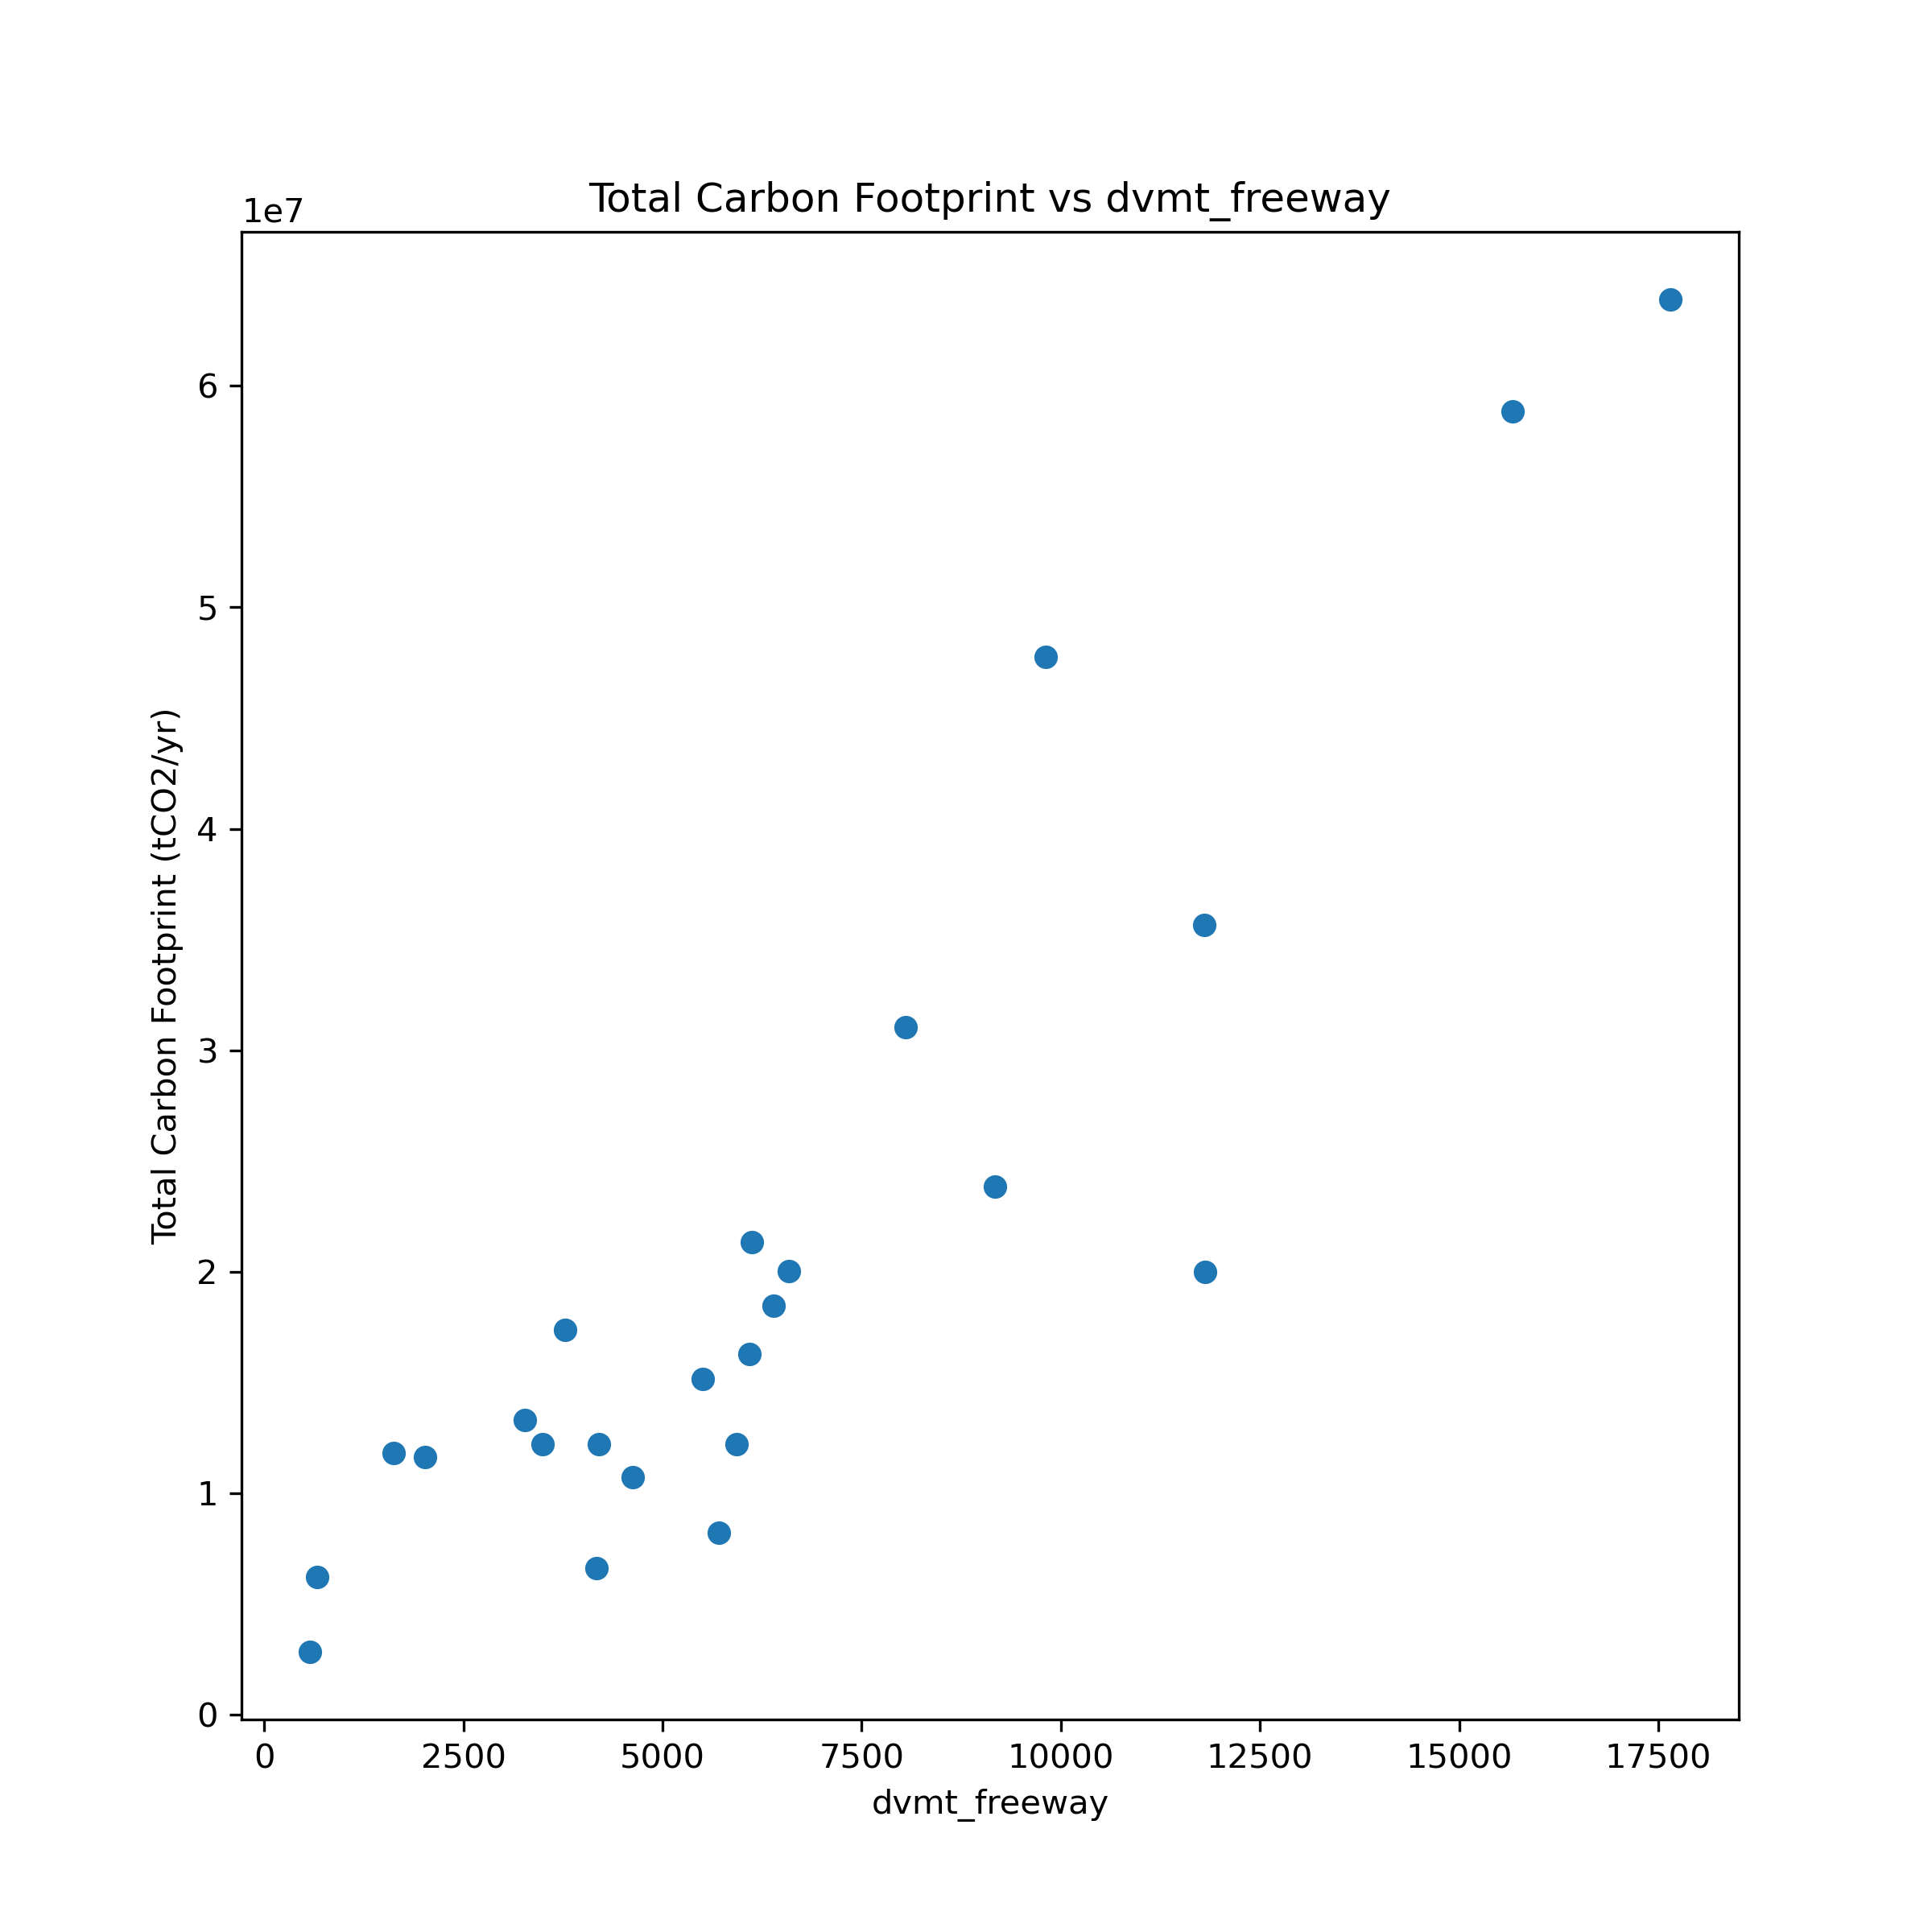 Total Carbon Footprint vs dvmt_freeway
1e7
6
5
4
3
2
1
0
Total Carbon Footprint (tCO2/yr)
0 2500 5000 7500 10000 12500 15000 17500
dvmt_freeway